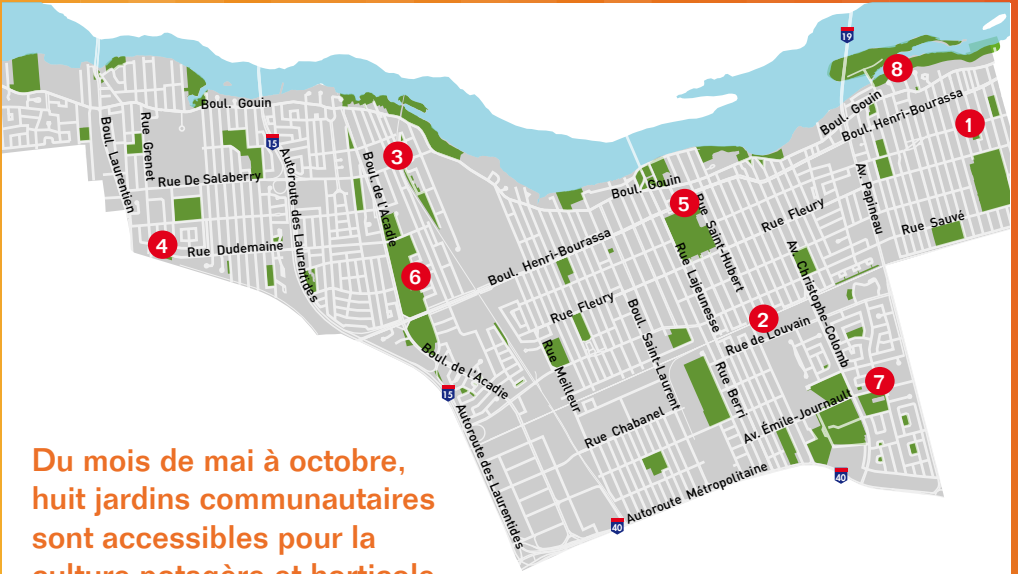 19
8
Boul. Gouin
Boul. Gouin
Boul. Henri-Bourassa
1
Boul. Laurentien
Rue Grenet
15
Autoroute des Laurentides
3
Boul. de l'Acadie
Rue De Salaberry
Boul. Gouin
5
Rue Saint-Hubert
Rue Fleury
Av. Papineau
Rue Sauvé
4
Rue Dudemaine
6
Boul. Henri-Bourassa
Rue Lajeunesse
Av. Christophe-Colomb
Rue Fleury
Boul. Saint-Laurent
2
Rue de Louvain
Boul. de l'Acadie
Rue Meilleur
Rue Berri
7
15
Autoroute des Laurentides
Rue Chabanel
Av. Émile-Journault
Autoroute Métropolitaine
40
40
Du mois de mai à octobre,
huit jardins communautaires
sont accessibles pour la
culture potagère et horticole